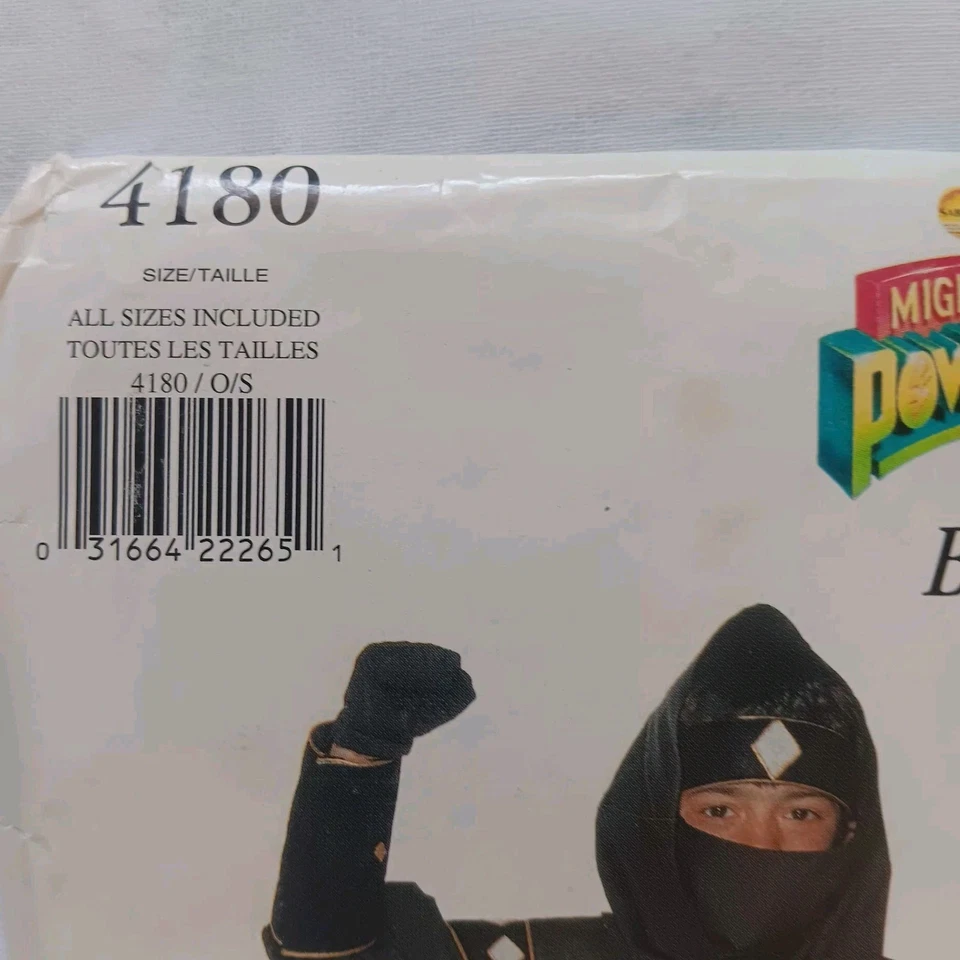 4180
SIZE/TAILLE
ALL SIZES INCLUDED
TOUTES LES TAILLES
4180 / O/S
0 31664 22265 1